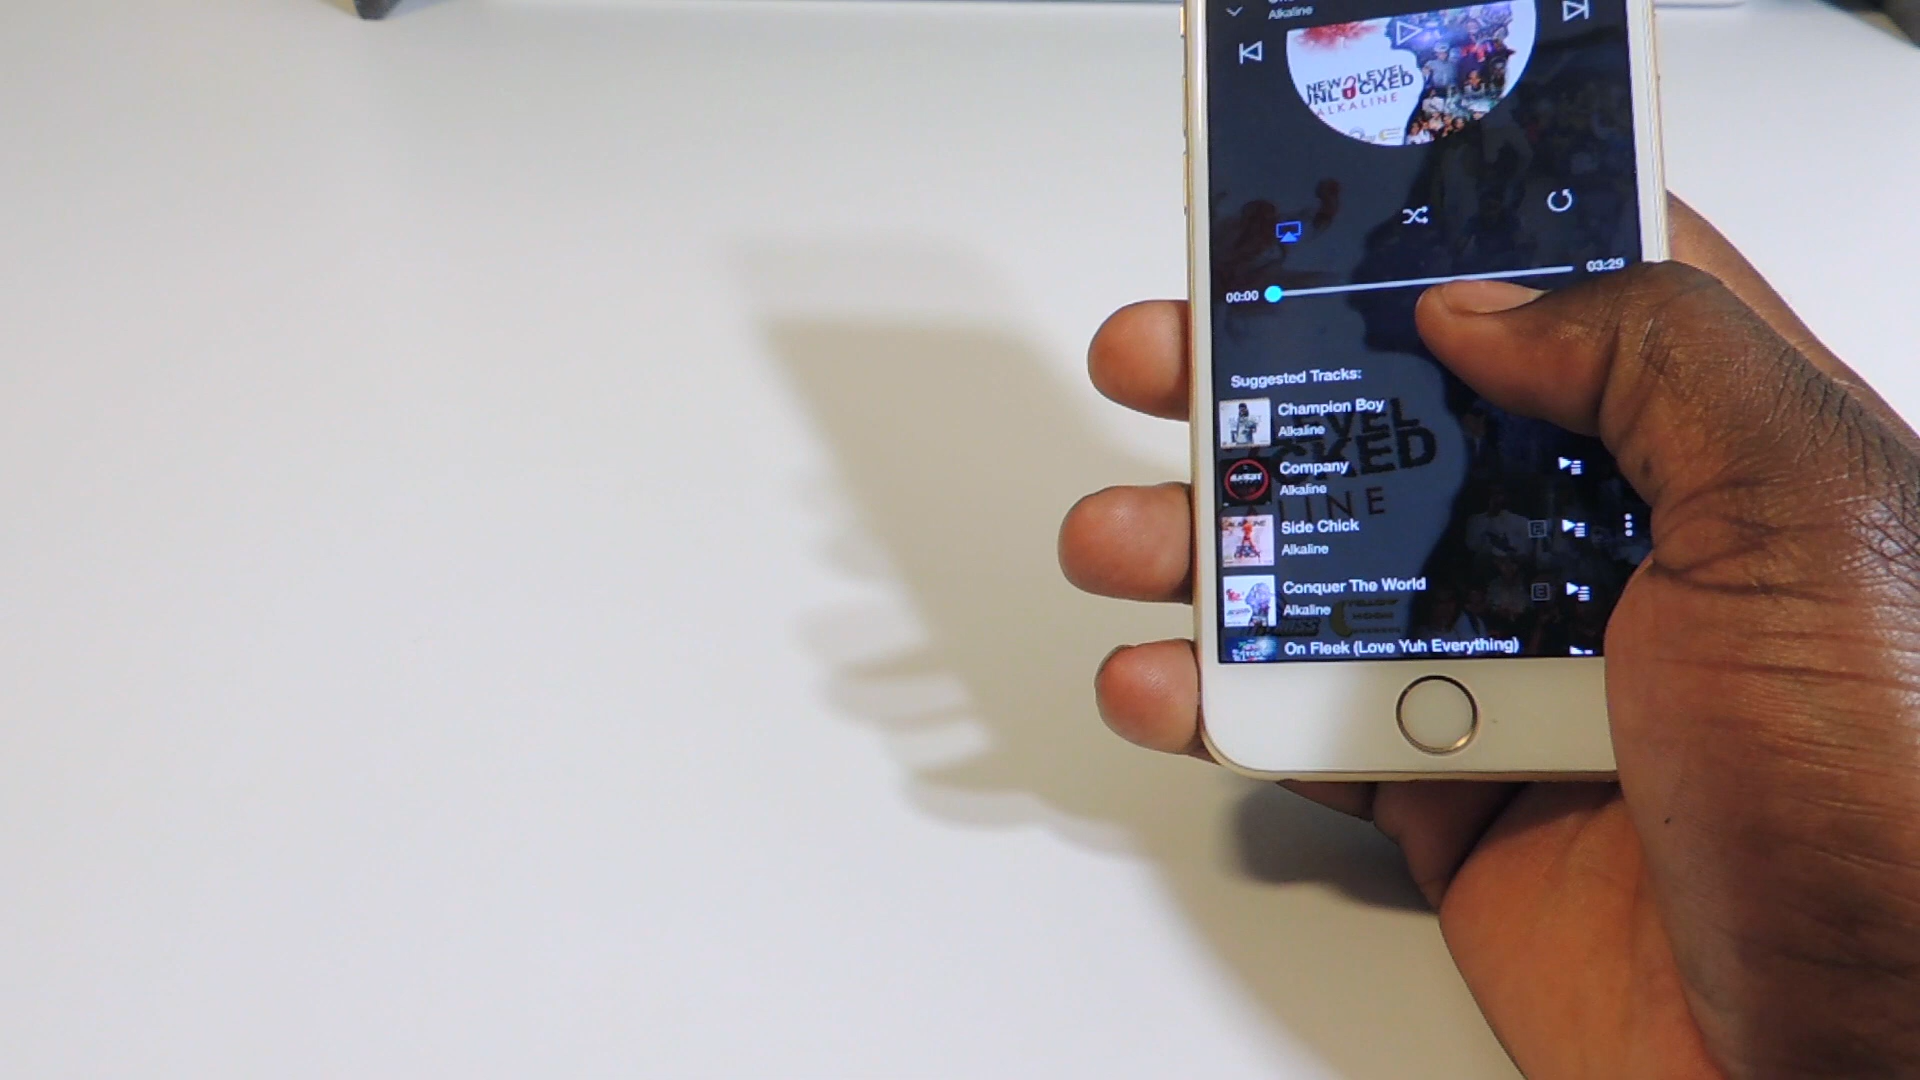 Alkaline
NEW LEVEL
UNLOCKED
ALKALINE
03:29
00:00
Suggested Tracks:
Champion Boy
Alkaline
Company
Alkaline
Side Chick
Alkaline
Conquer The World
Alkaline
On Fleek (Love Yuh Everything)